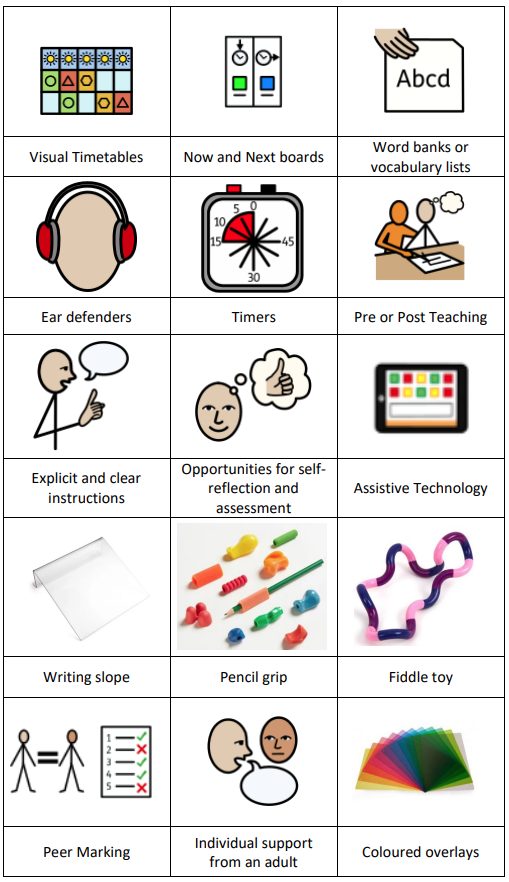 Visual Timetables
Now and Next boards
Abcd
Word banks or
vocabulary lists
Ear defenders
0
5
10
15
45
30
Timers
Pre or Post Teaching
Explicit and clear
instructions
Opportunities for self-
reflection and
assessment
Assistive Technology
Writing slope
Pencil grip
Fiddle toy
=
1
2
3
4
5
Peer Marking
Individual support
from an adult
Coloured overlays